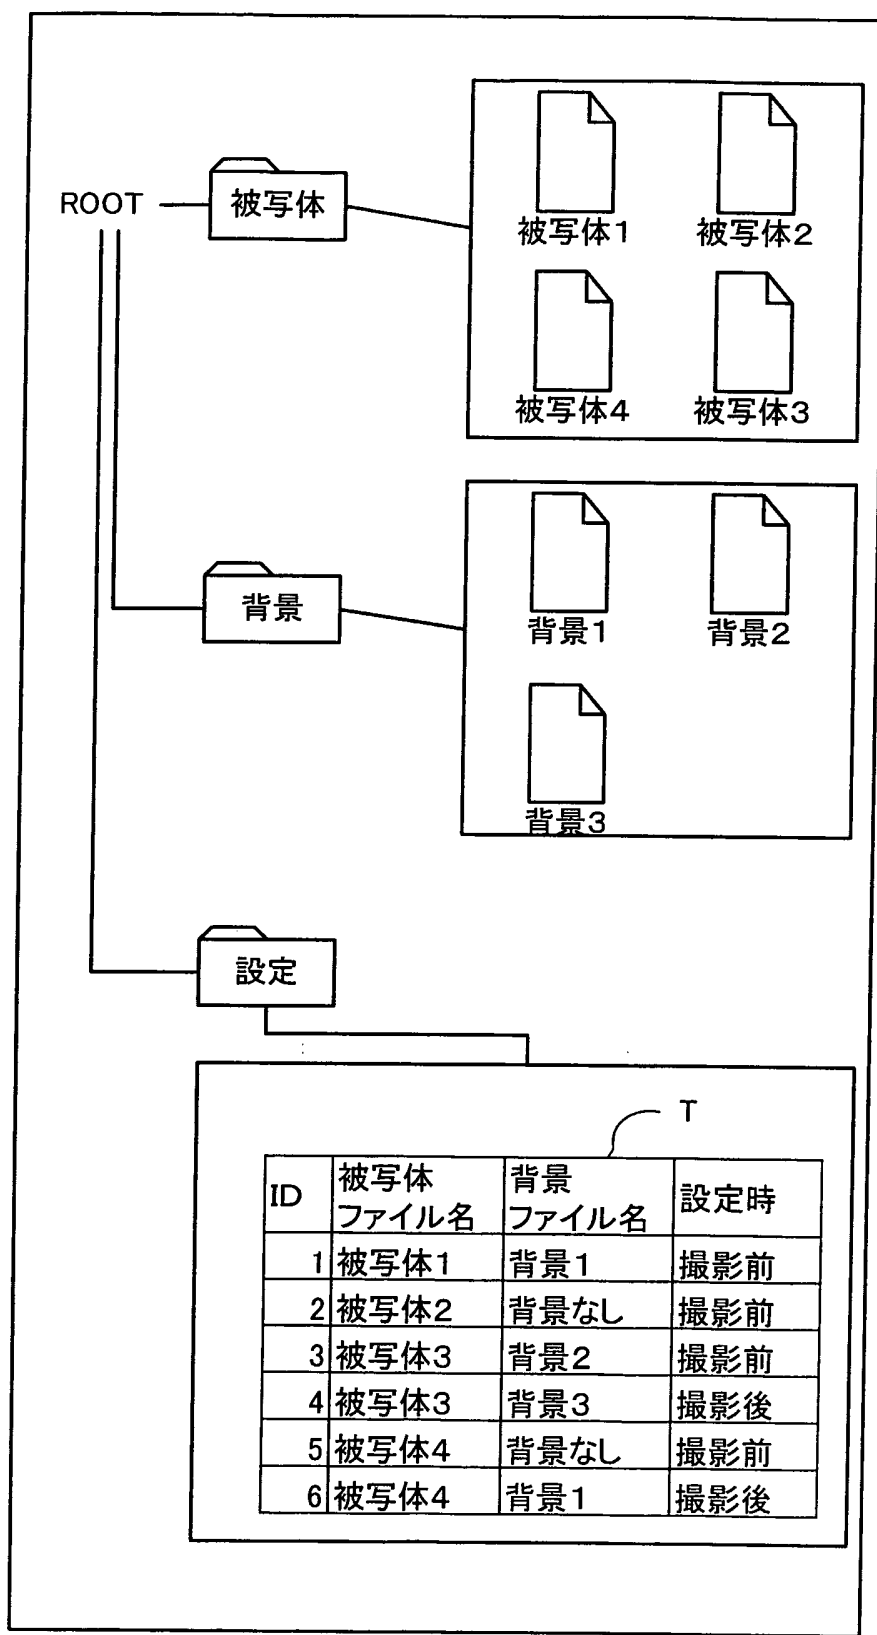 ROOT
被写体
被写体1
被写体2
被写体4
被写体3
背景
背景1
背景2
背景3
設定
T
ID 被写体ファイル名 背景ファイル名 設定時
1 被写体1 背景1 撮影前
2 被写体2 背景なし 撮影前
3 被写体3 背景2 撮影前
4 被写体3 背景3 撮影後
5 被写体4 背景なし 撮影前
6 被写体4 背景1 撮影後